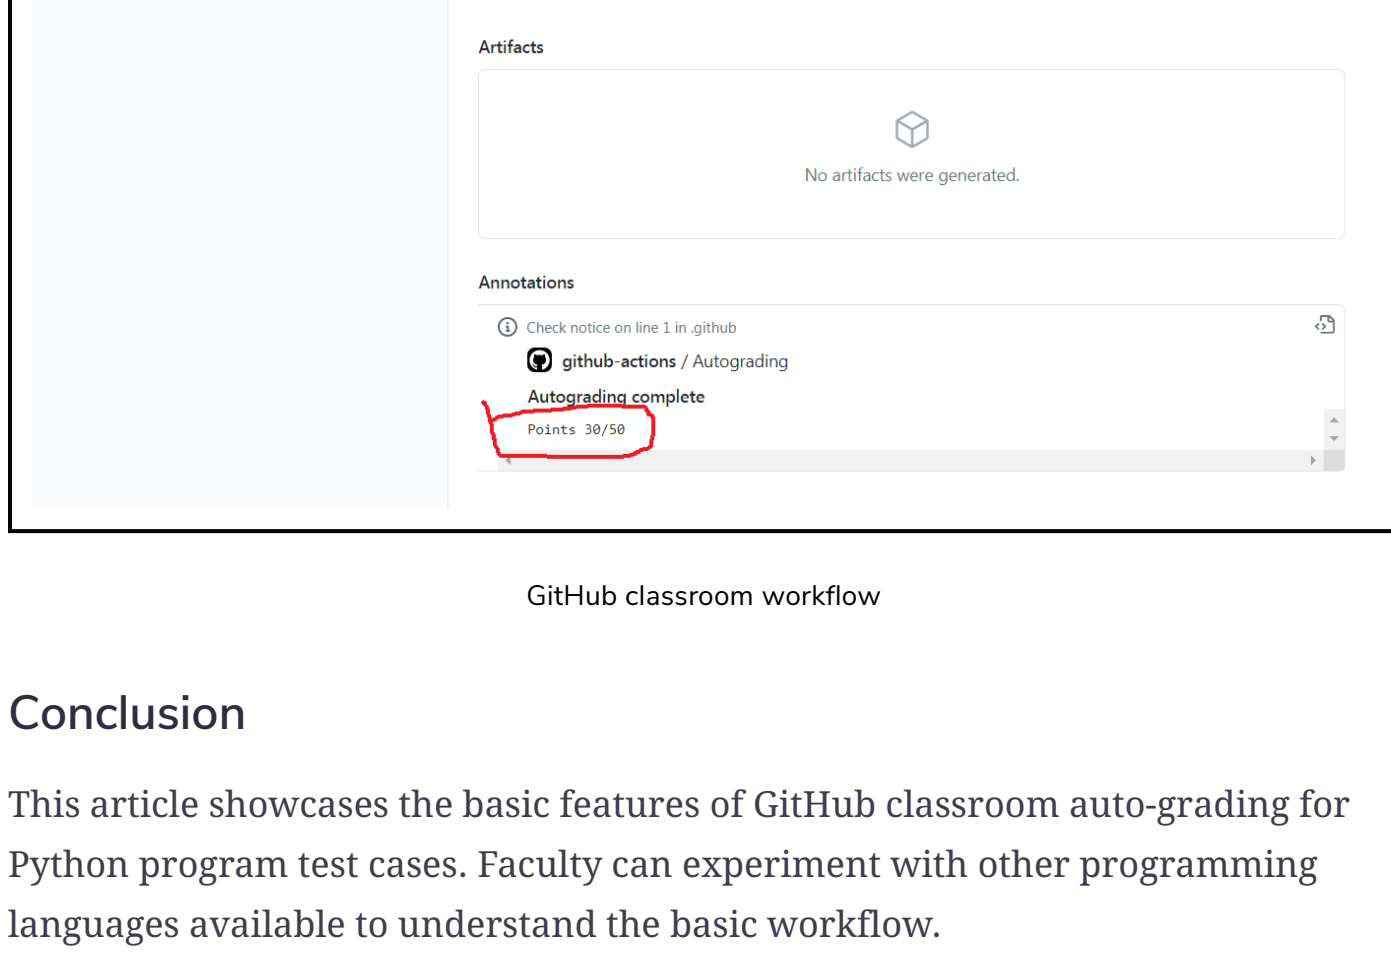 Artifacts
No artifacts were generated.
Annotations
Check notice on line 1 in .github
github-actions / Autograding
Autograding complete
Points 30/50
GitHub classroom workflow
Conclusion
This article showcases the basic features of GitHub classroom auto-grading for
Python program test cases. Faculty can experiment with other programming
languages available to understand the basic workflow.